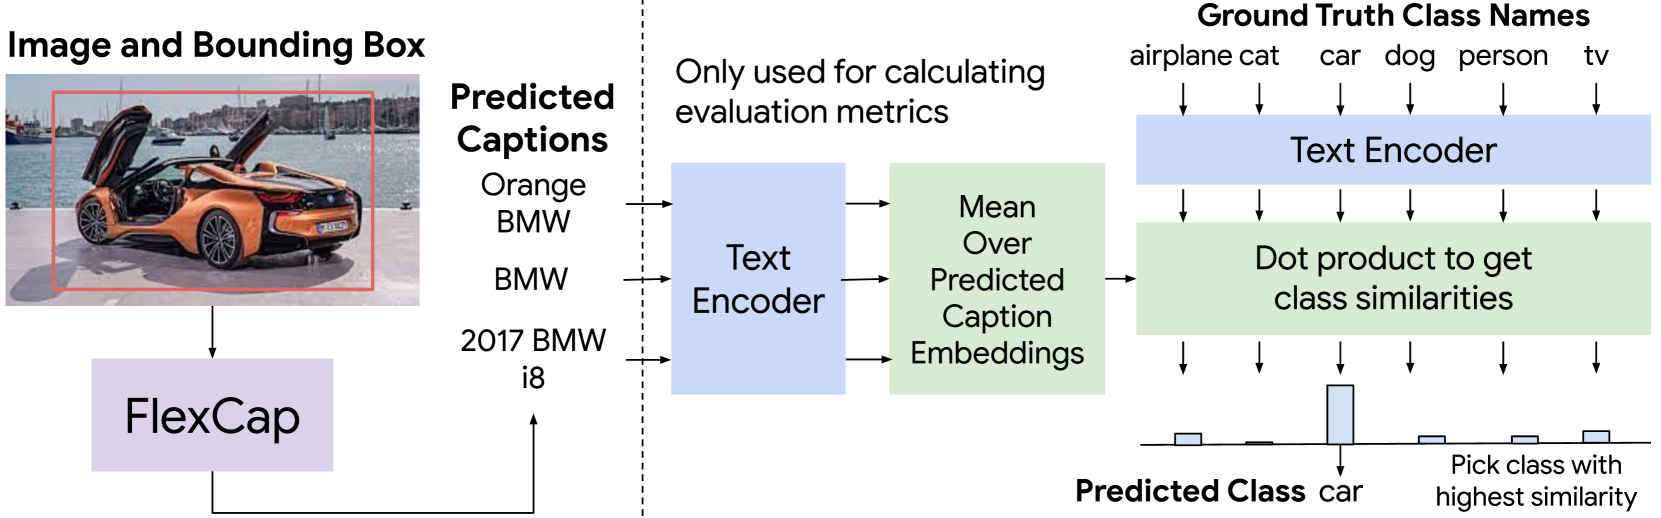 Image and Bounding Box
FlexCap
Predicted
Captions
Orange
BMW
BMW
2017 BMW
i8
Only used for calculating
evaluation metrics
Text
Encoder
Mean
Over
Predicted
Caption
Embeddings
Ground Truth Class Names
airplane cat car dog person tv
Text Encoder
Dot product to get
class similarities
Predicted Class car
Pick class with
highest similarity